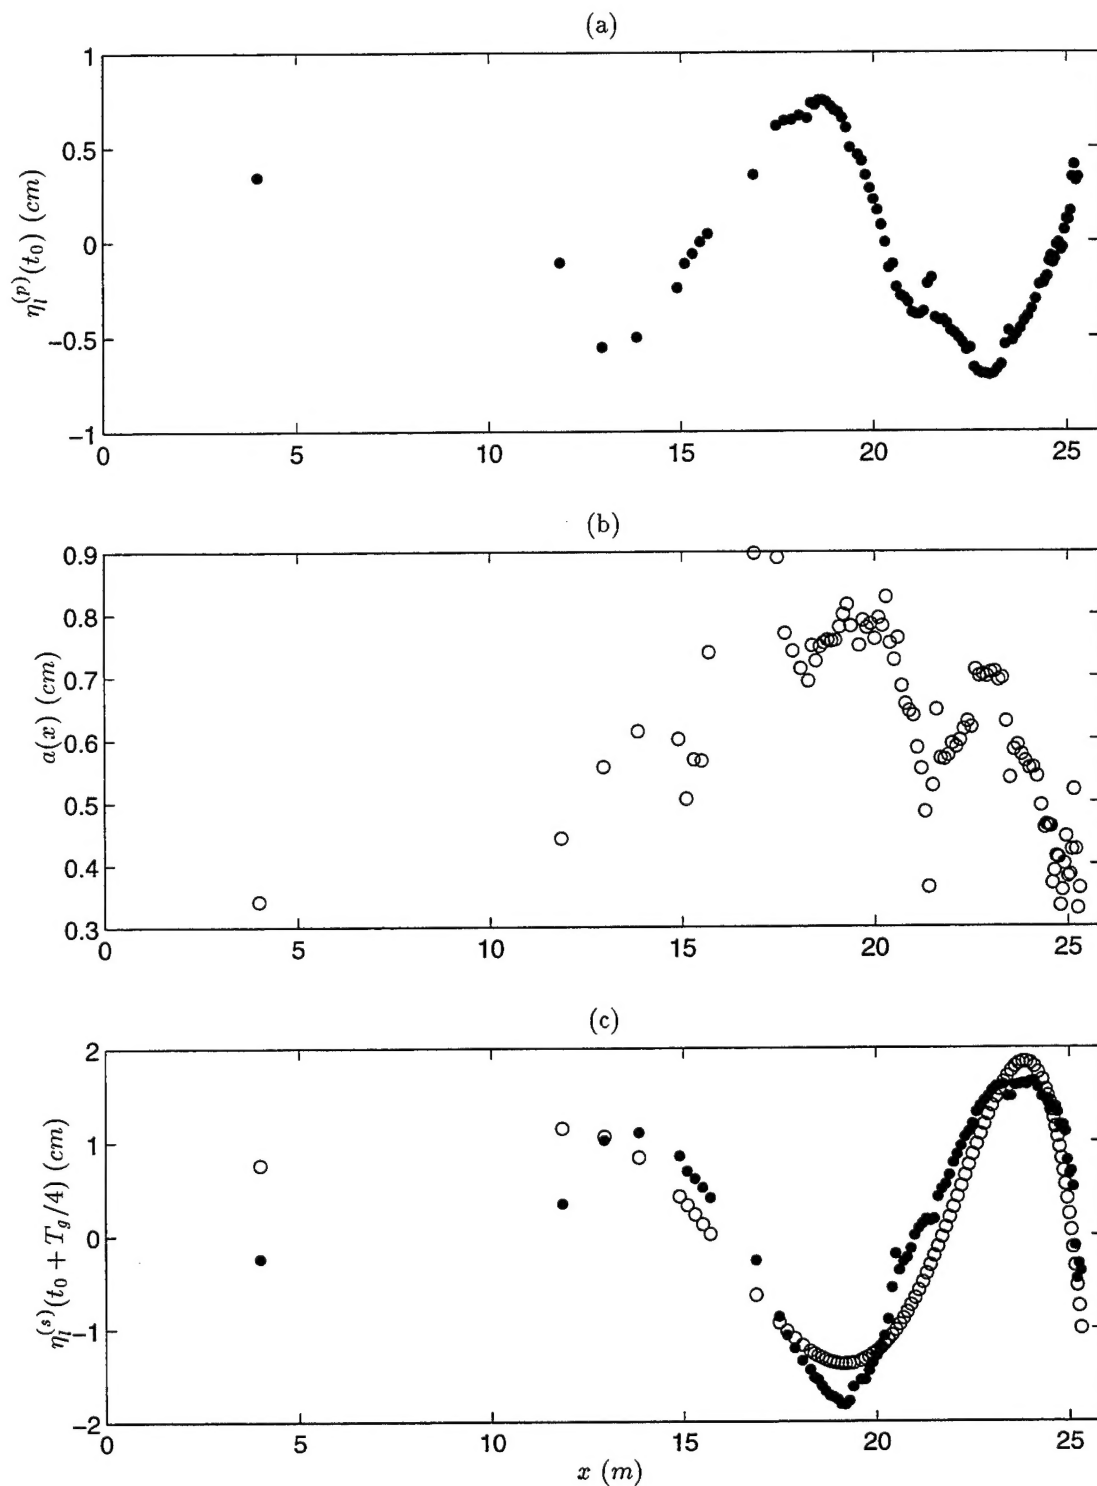 (a)
1
0.5
0
−0.5
−1
η_l^(p)(t_0) (cm)
0 5 10 15 20 25
(b)
0.9
0.8
0.7
0.6
0.5
0.4
0.3
a(x) (cm)
0 5 10 15 20 25
(c)
2
1
0
−1
−2
η_l^(s)(t_0 + T_g/4) (cm)
0 5 10 15 20 25
x (m)